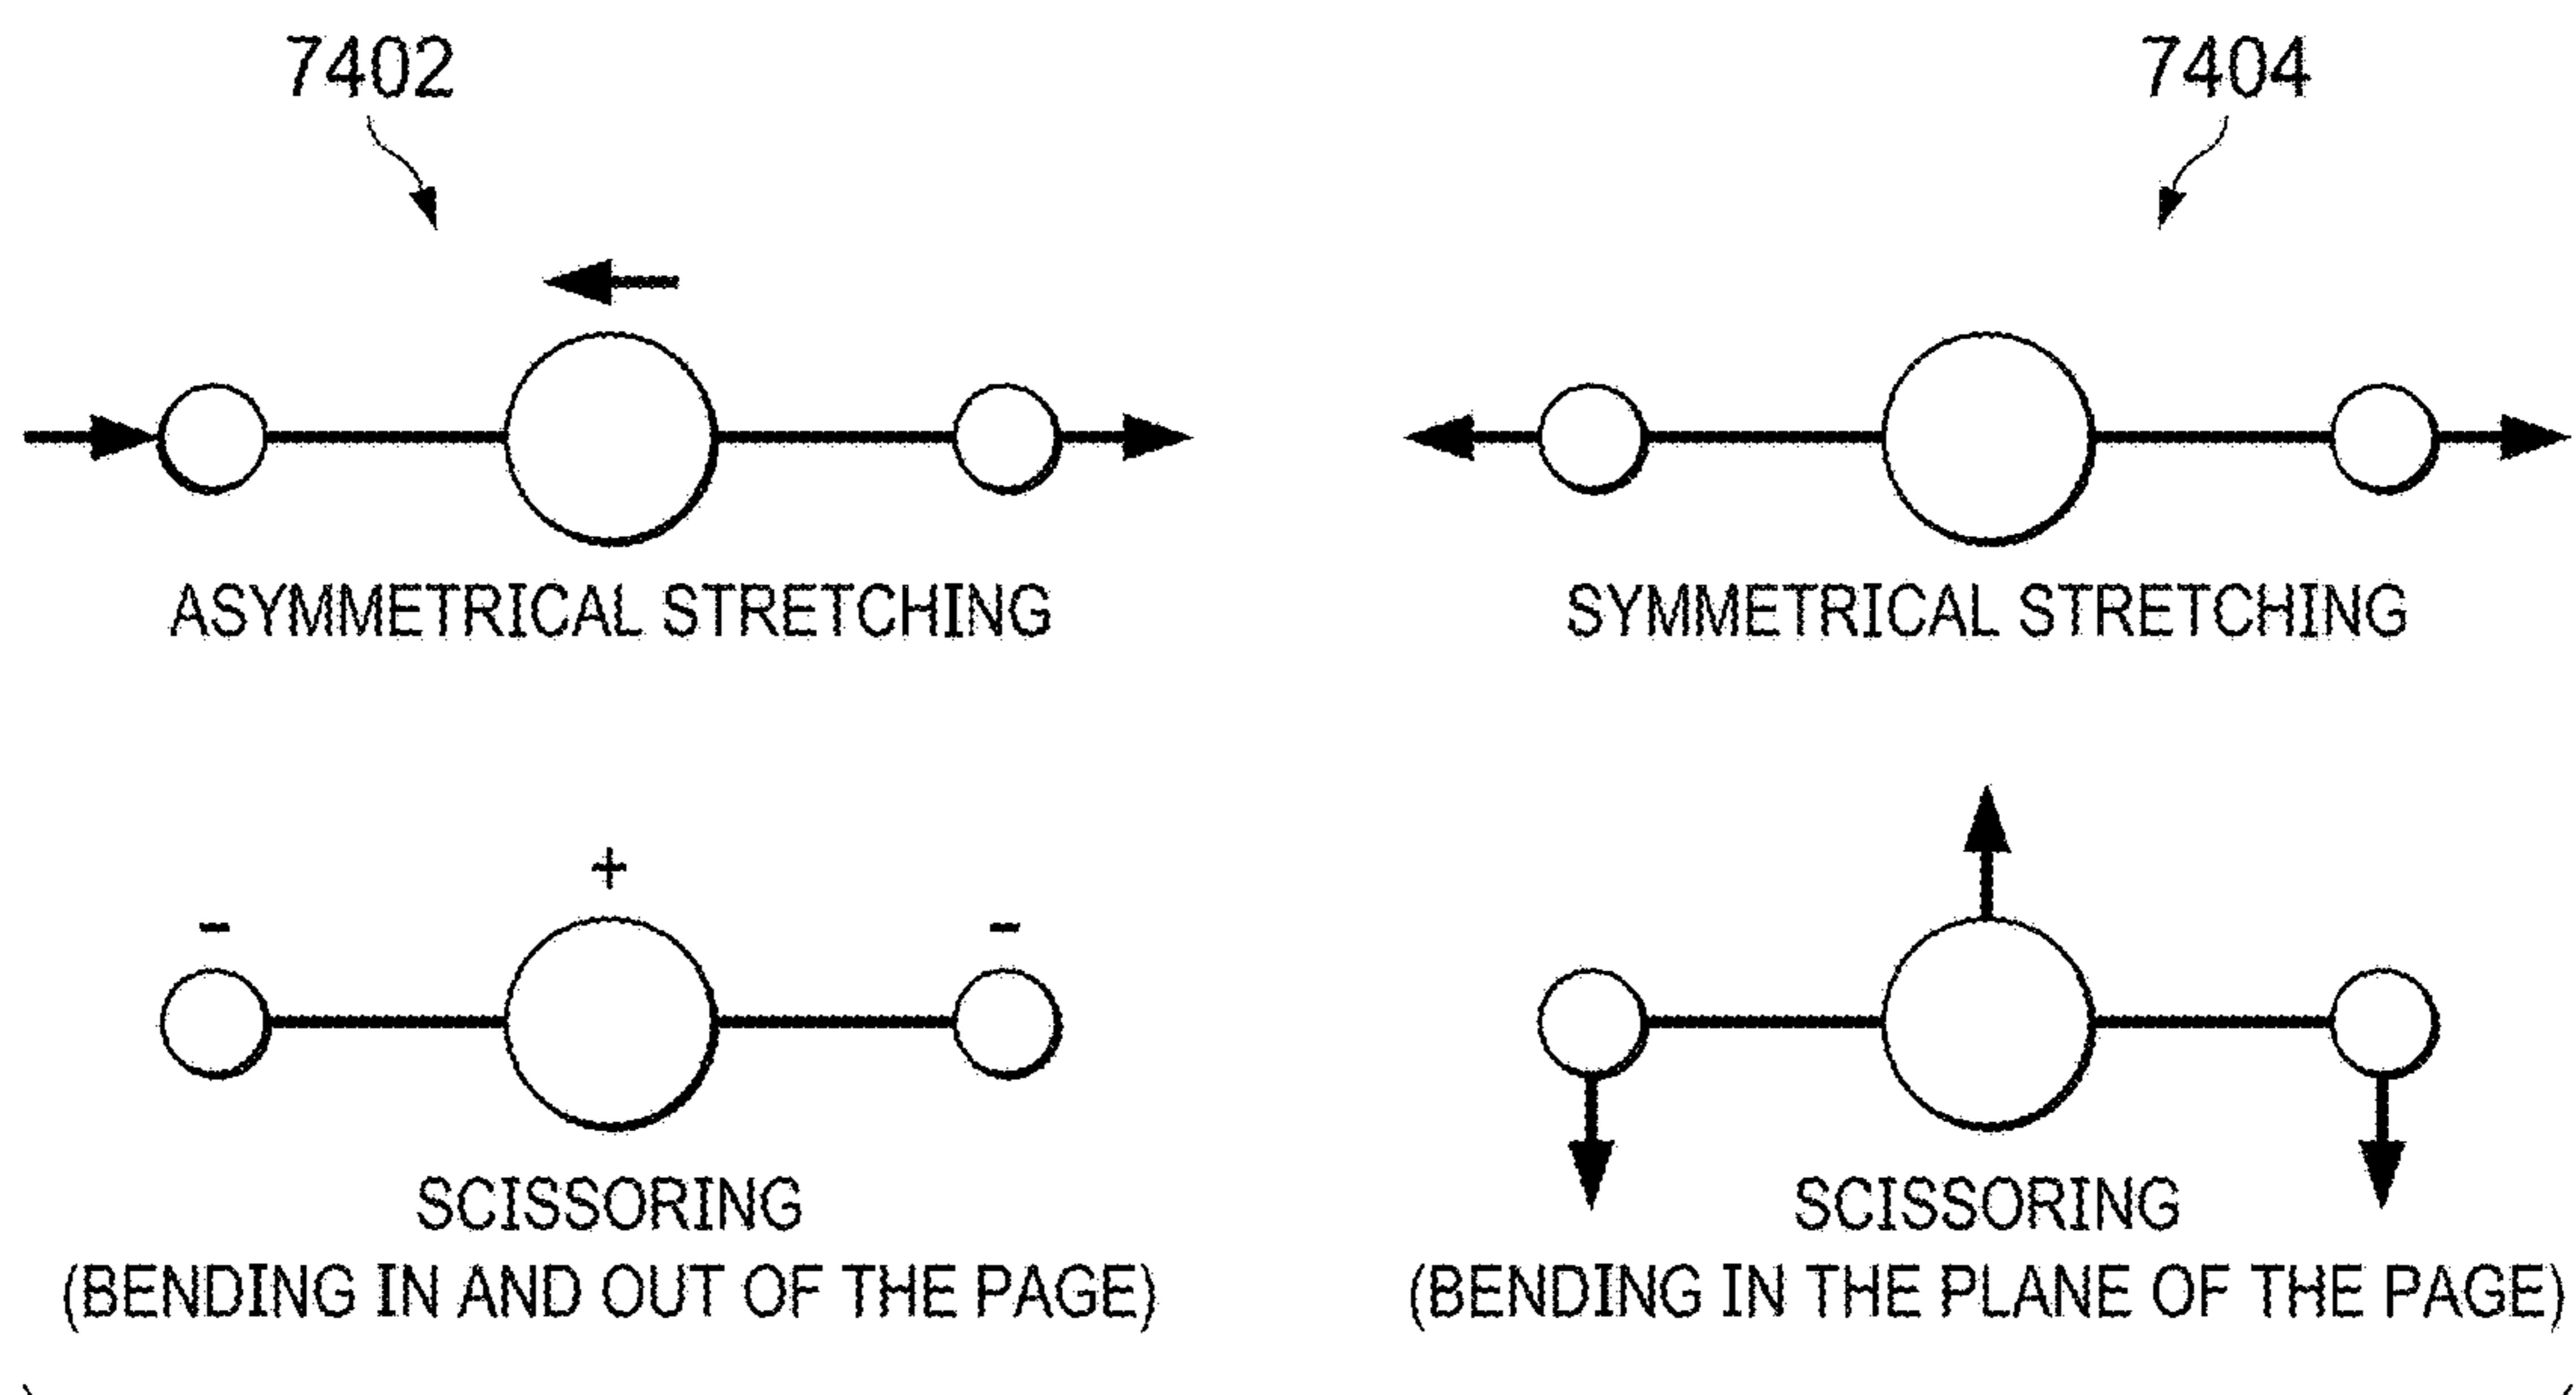 7402
7404
ASYMMETRICAL STRETCHING
SYMMETRICAL STRETCHING
- + -
SCISSORING
(BENDING IN AND OUT OF THE PAGE)
SCISSORING
(BENDING IN THE PLANE OF THE PAGE)